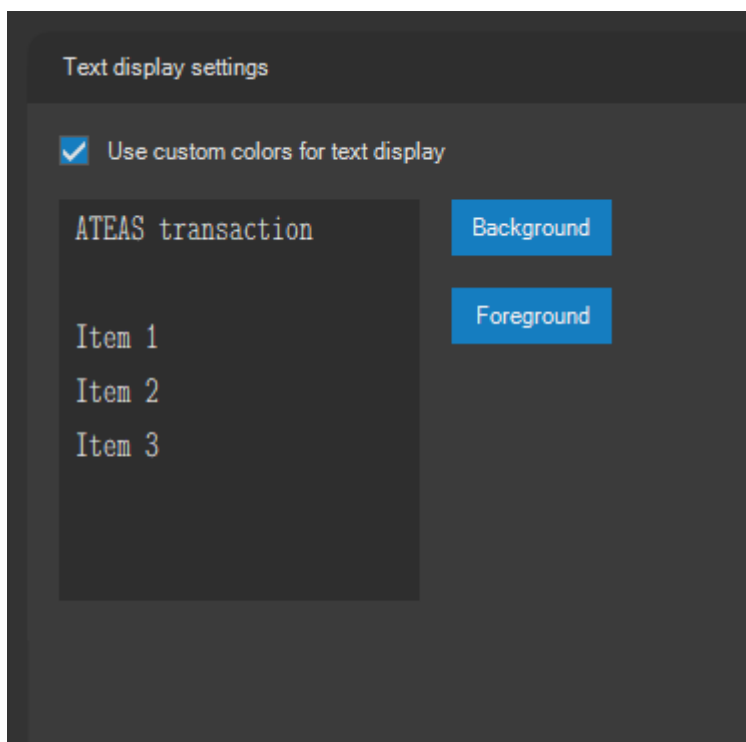 Text display settings
Use custom colors for text display
ATEAS transaction
Background
Foreground
Item 1
Item 2
Item 3